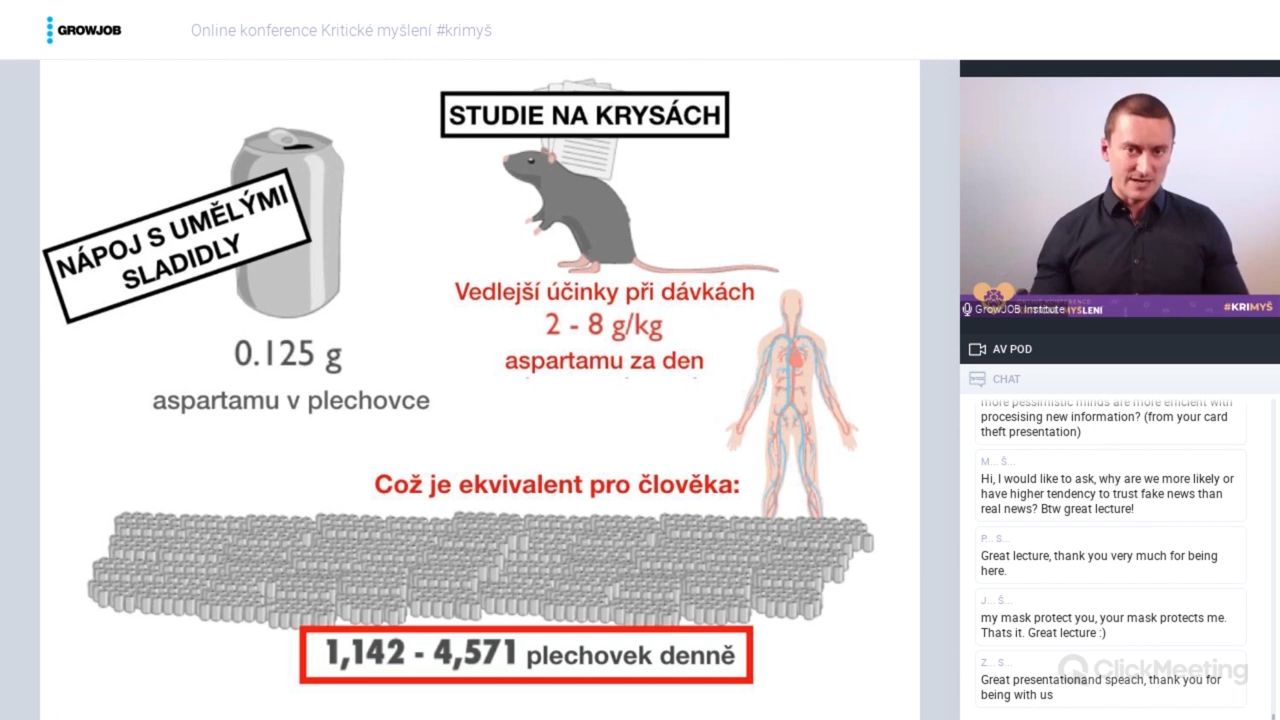 GROWJOB
Online konference Kritické myšlení #krimyš
STUDIE NA KRYSÁCH
NÁPOJ S UMĚLÝMI
SLADIDLY
0.125 g
aspartamu v plechovce
Vedlejší účinky při dávkách
2 - 8 g/kg
aspartamu za den
Což je ekvivalent pro člověka:
1,142 - 4,571 plechovek denně
GrowJOB Institute
#KRIMYŠ
AV POD
CHAT
more pessimistic minds are more efficient with
procesising new information? (from your card
theft presentation)
M... Š...
Hi, I would like to ask, why are we more likely or
have higher tendency to trust fake news than
real news? Btw great lecture!
P... S...
Great lecture, thank you very much for being
here.
J... Š...
my mask protect you, your mask protects me.
Thats it. Great lecture :)
Z... S...
Great presentationand speach, thank you for
being with us
ClickMeeting